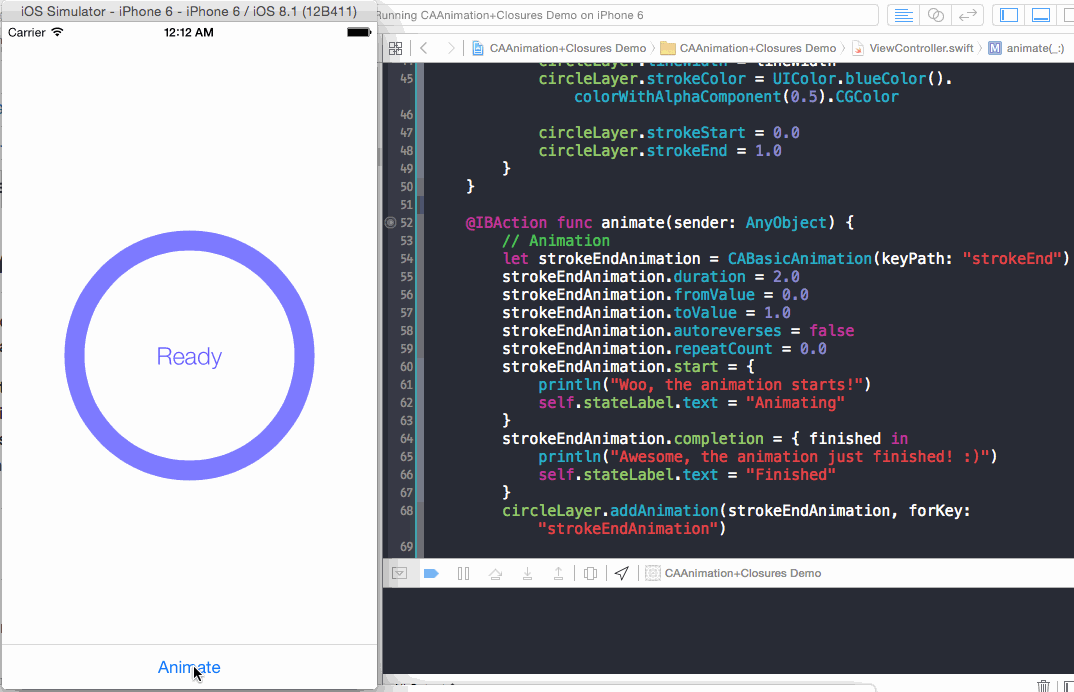 iOS Simulator - iPhone 6 - iPhone 6 / iOS 8.1 (12B411)
Running CAAnimation+Closures Demo on iPhone 6
Carrier
12:12 AM
CAAnimation+Closures Demo
CAAnimation+Closures Demo
ViewController.swift
M
animate(_:)
Ready
Animate
circleLayer.lineWidth = lineWidth
45 circleLayer.strokeColor = UIColor.blueColor().
colorWithAlphaComponent(0.5).CGColor
46
47 circleLayer.strokeStart = 0.0
48 circleLayer.strokeEnd = 1.0
49 }
50 }
51
52 @IBAction func animate(sender: AnyObject) {
53 // Animation
54 let strokeEndAnimation = CABasicAnimation(keyPath: "strokeEnd")
55 strokeEndAnimation.duration = 2.0
56 strokeEndAnimation.fromValue = 0.0
57 strokeEndAnimation.toValue = 1.0
58 strokeEndAnimation.autoreverses = false
59 strokeEndAnimation.repeatCount = 0.0
60 strokeEndAnimation.start = {
61 println("Woo, the animation starts!")
62 self.stateLabel.text = "Animating"
63 }
64 strokeEndAnimation.completion = { finished in
65 println("Awesome, the animation just finished! :)")
66 self.stateLabel.text = "Finished"
67 }
68 circleLayer.addAnimation(strokeEndAnimation, forKey:
"strokeEndAnimation")
69
CAAnimation+Closures Demo